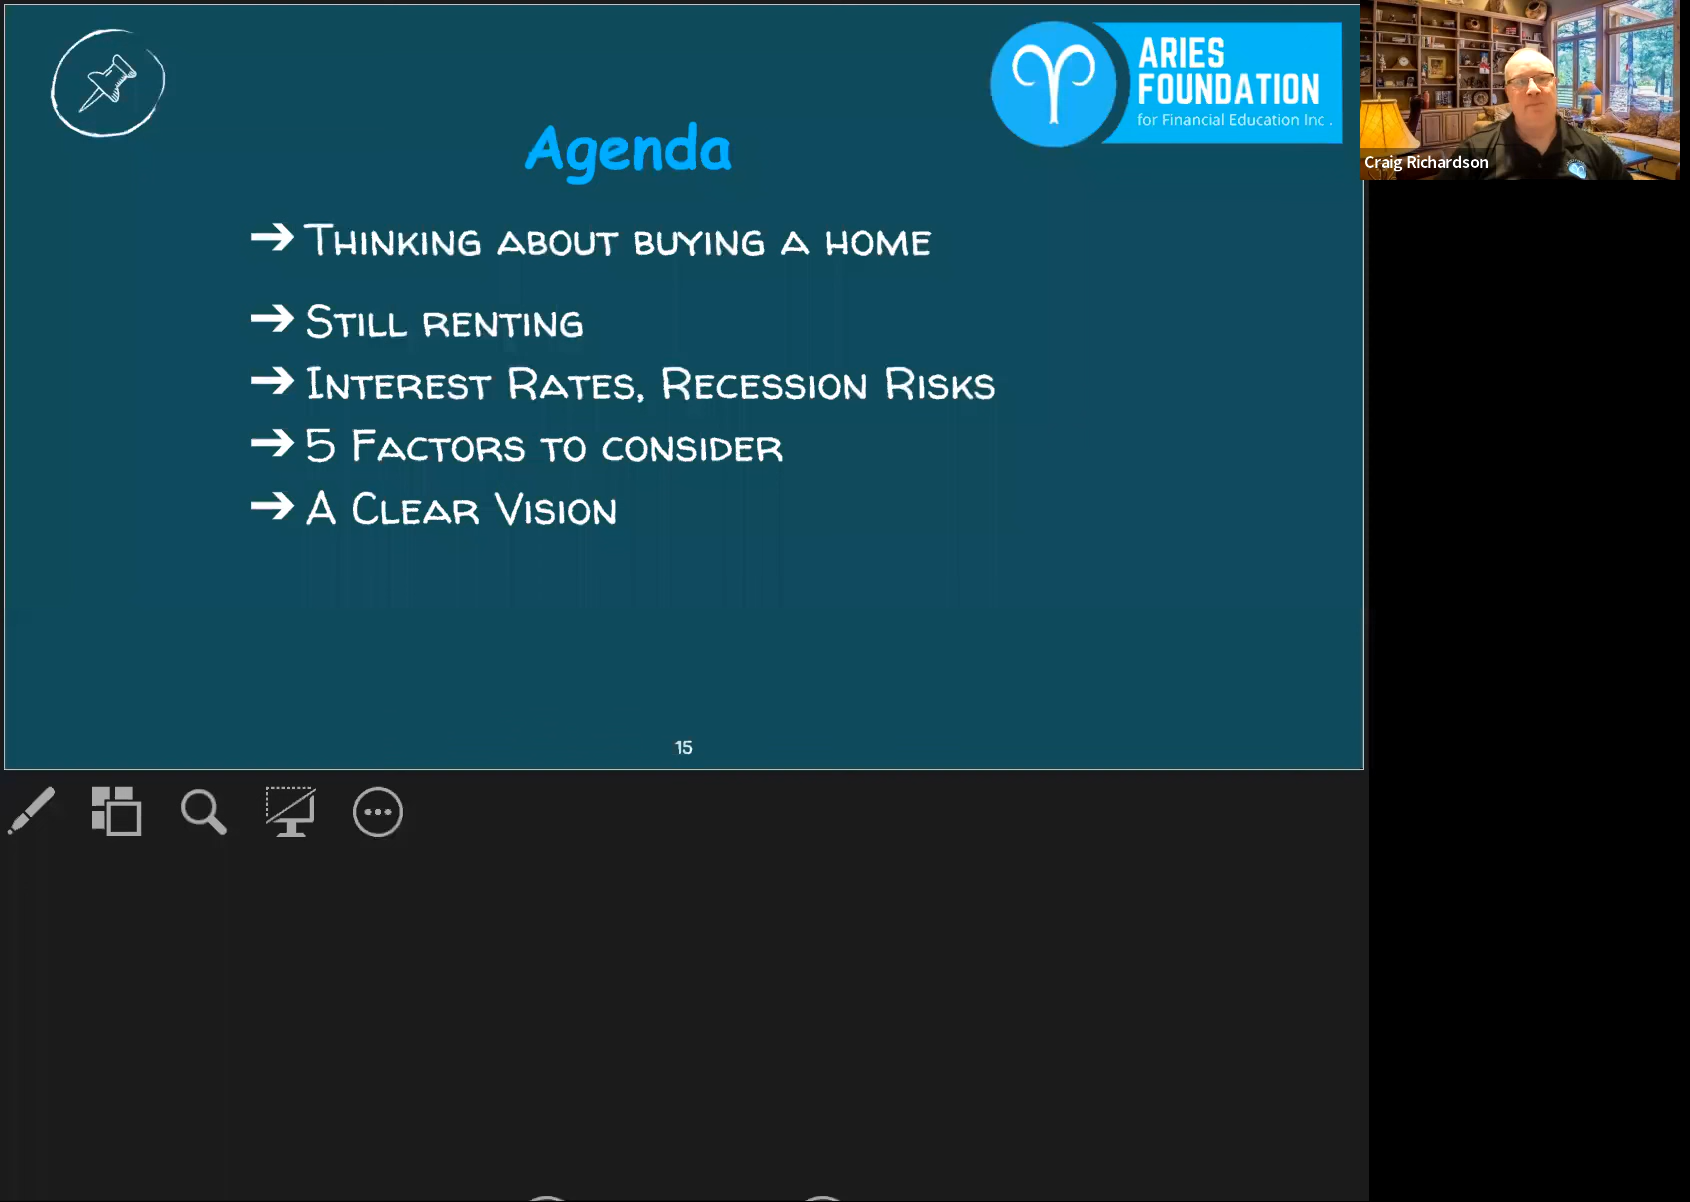 Agenda
ARIES
FOUNDATION
for Financial Education Inc .
➔ Thinking about buying a home
➔ Still renting
➔ Interest Rates, Recession Risks
➔ 5 Factors to consider
➔ A Clear Vision
15
Craig Richardson